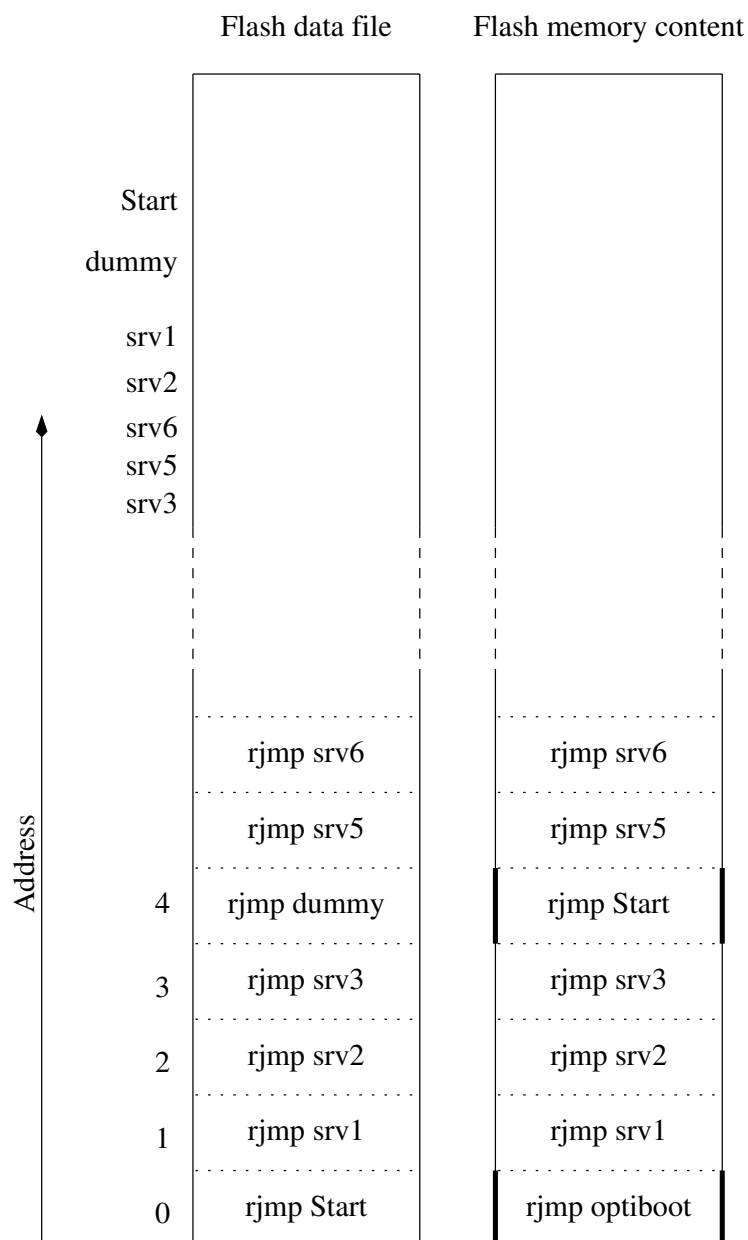 Flash data file Flash memory content
Start
dummy
srv1
srv2
srv6
srv5
srv3
rjmp srv6 rjmp srv6
rjmp srv5 rjmp srv5
Address
4 rjmp dummy rjmp Start
3 rjmp srv3 rjmp srv3
2 rjmp srv2 rjmp srv2
1 rjmp srv1 rjmp srv1
0 rjmp Start rjmp optiboot